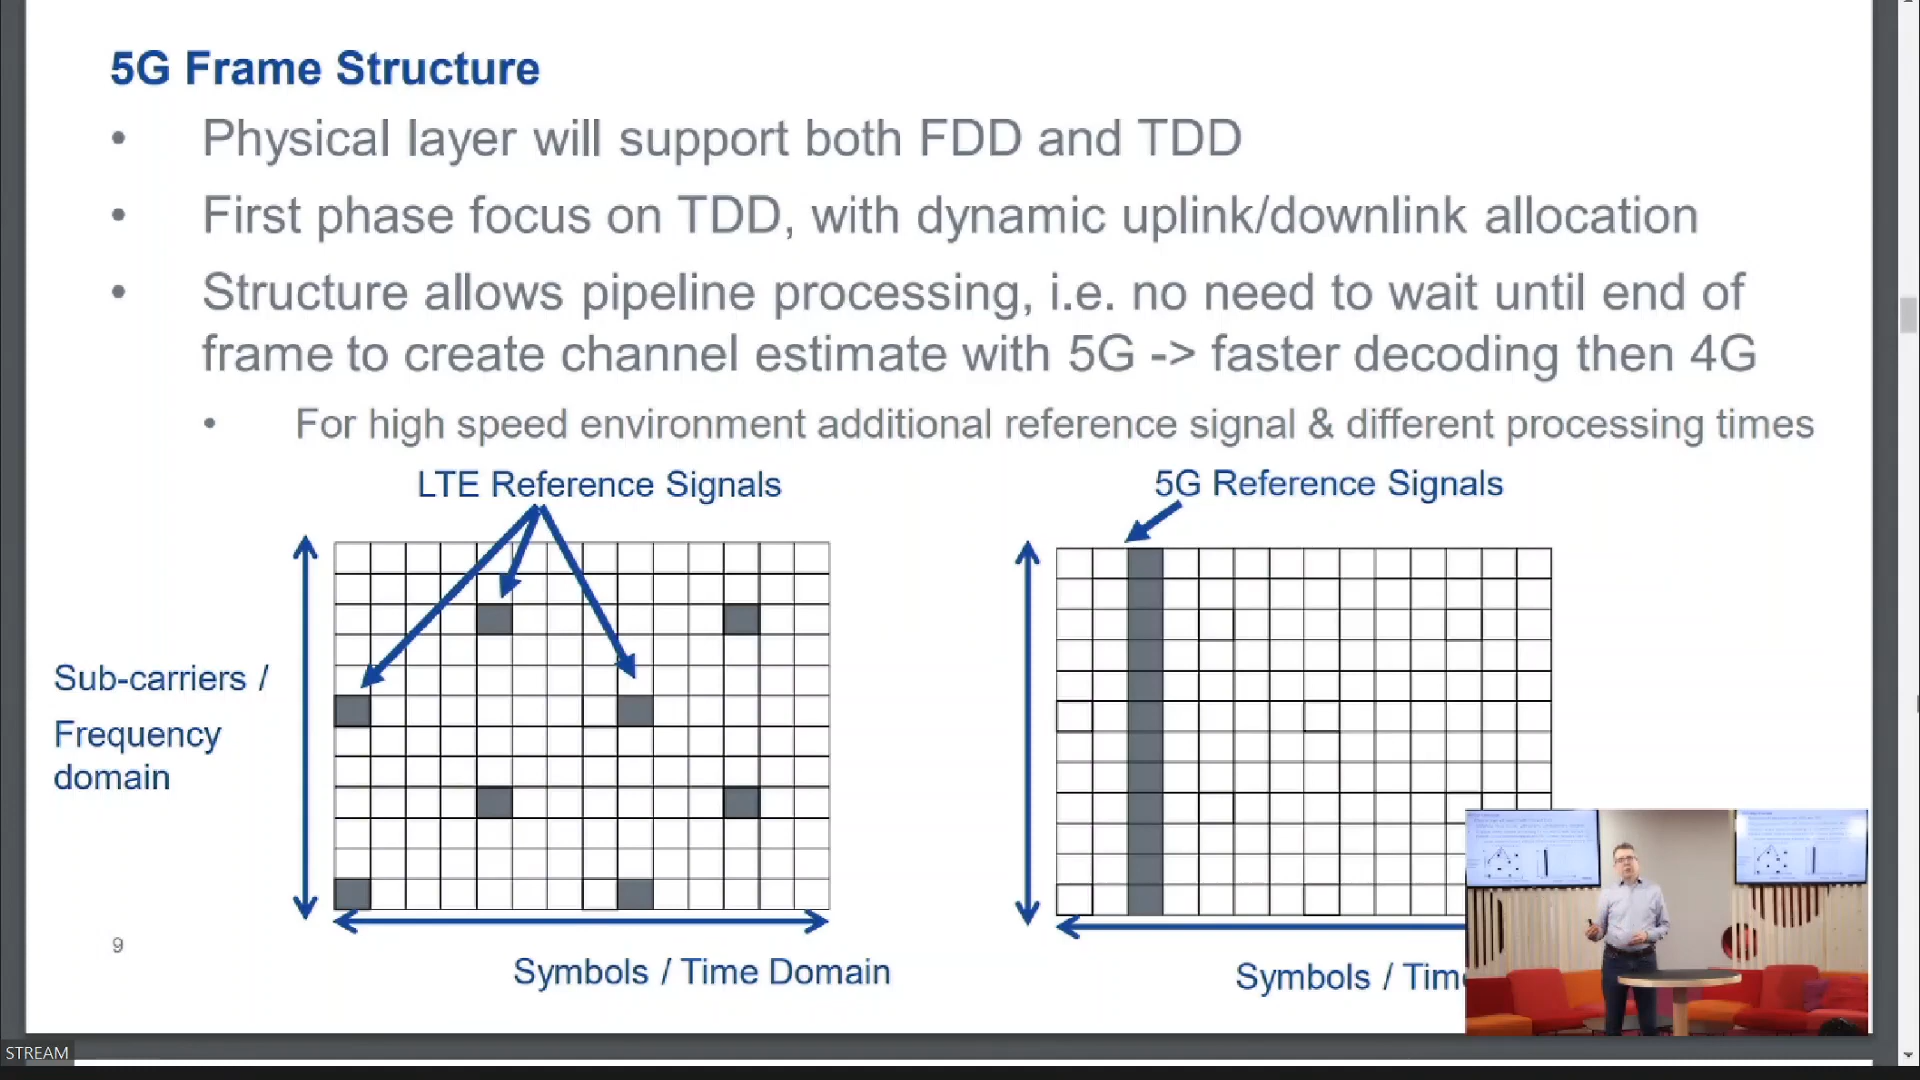 5G Frame Structure
• Physical layer will support both FDD and TDD
• First phase focus on TDD, with dynamic uplink/downlink allocation
• Structure allows pipeline processing, i.e. no need to wait until end of
frame to create channel estimate with 5G -> faster decoding then 4G
• For high speed environment additional reference signal & different processing times
LTE Reference Signals
5G Reference Signals
Sub-carriers /
Frequency
domain
9
Symbols / Time Domain
Symbols /
STREAM